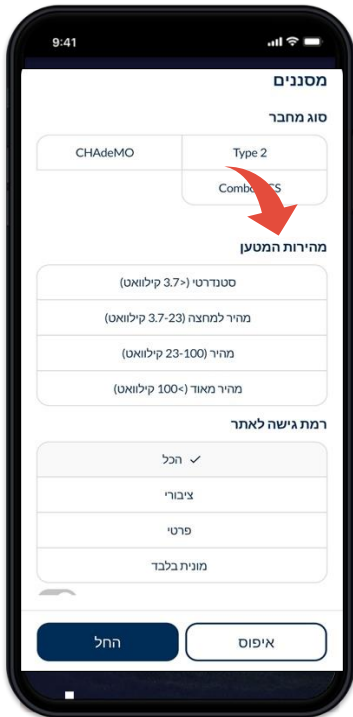 9:41
מסננים
סוג מחבר
Type 2
CHAdeMO
Combo CCS
מהירות המטען
סטנדרטי (<3.7 קילוואט)
מהיר למחצה (3.7-23 קילוואט)
מהיר (23-100 קילוואט)
מהיר מאוד (>100 קילוואט)
רמת גישה לאתר
הכל
ציבורי
פרטי
מונית בלבד
איפוס
החל